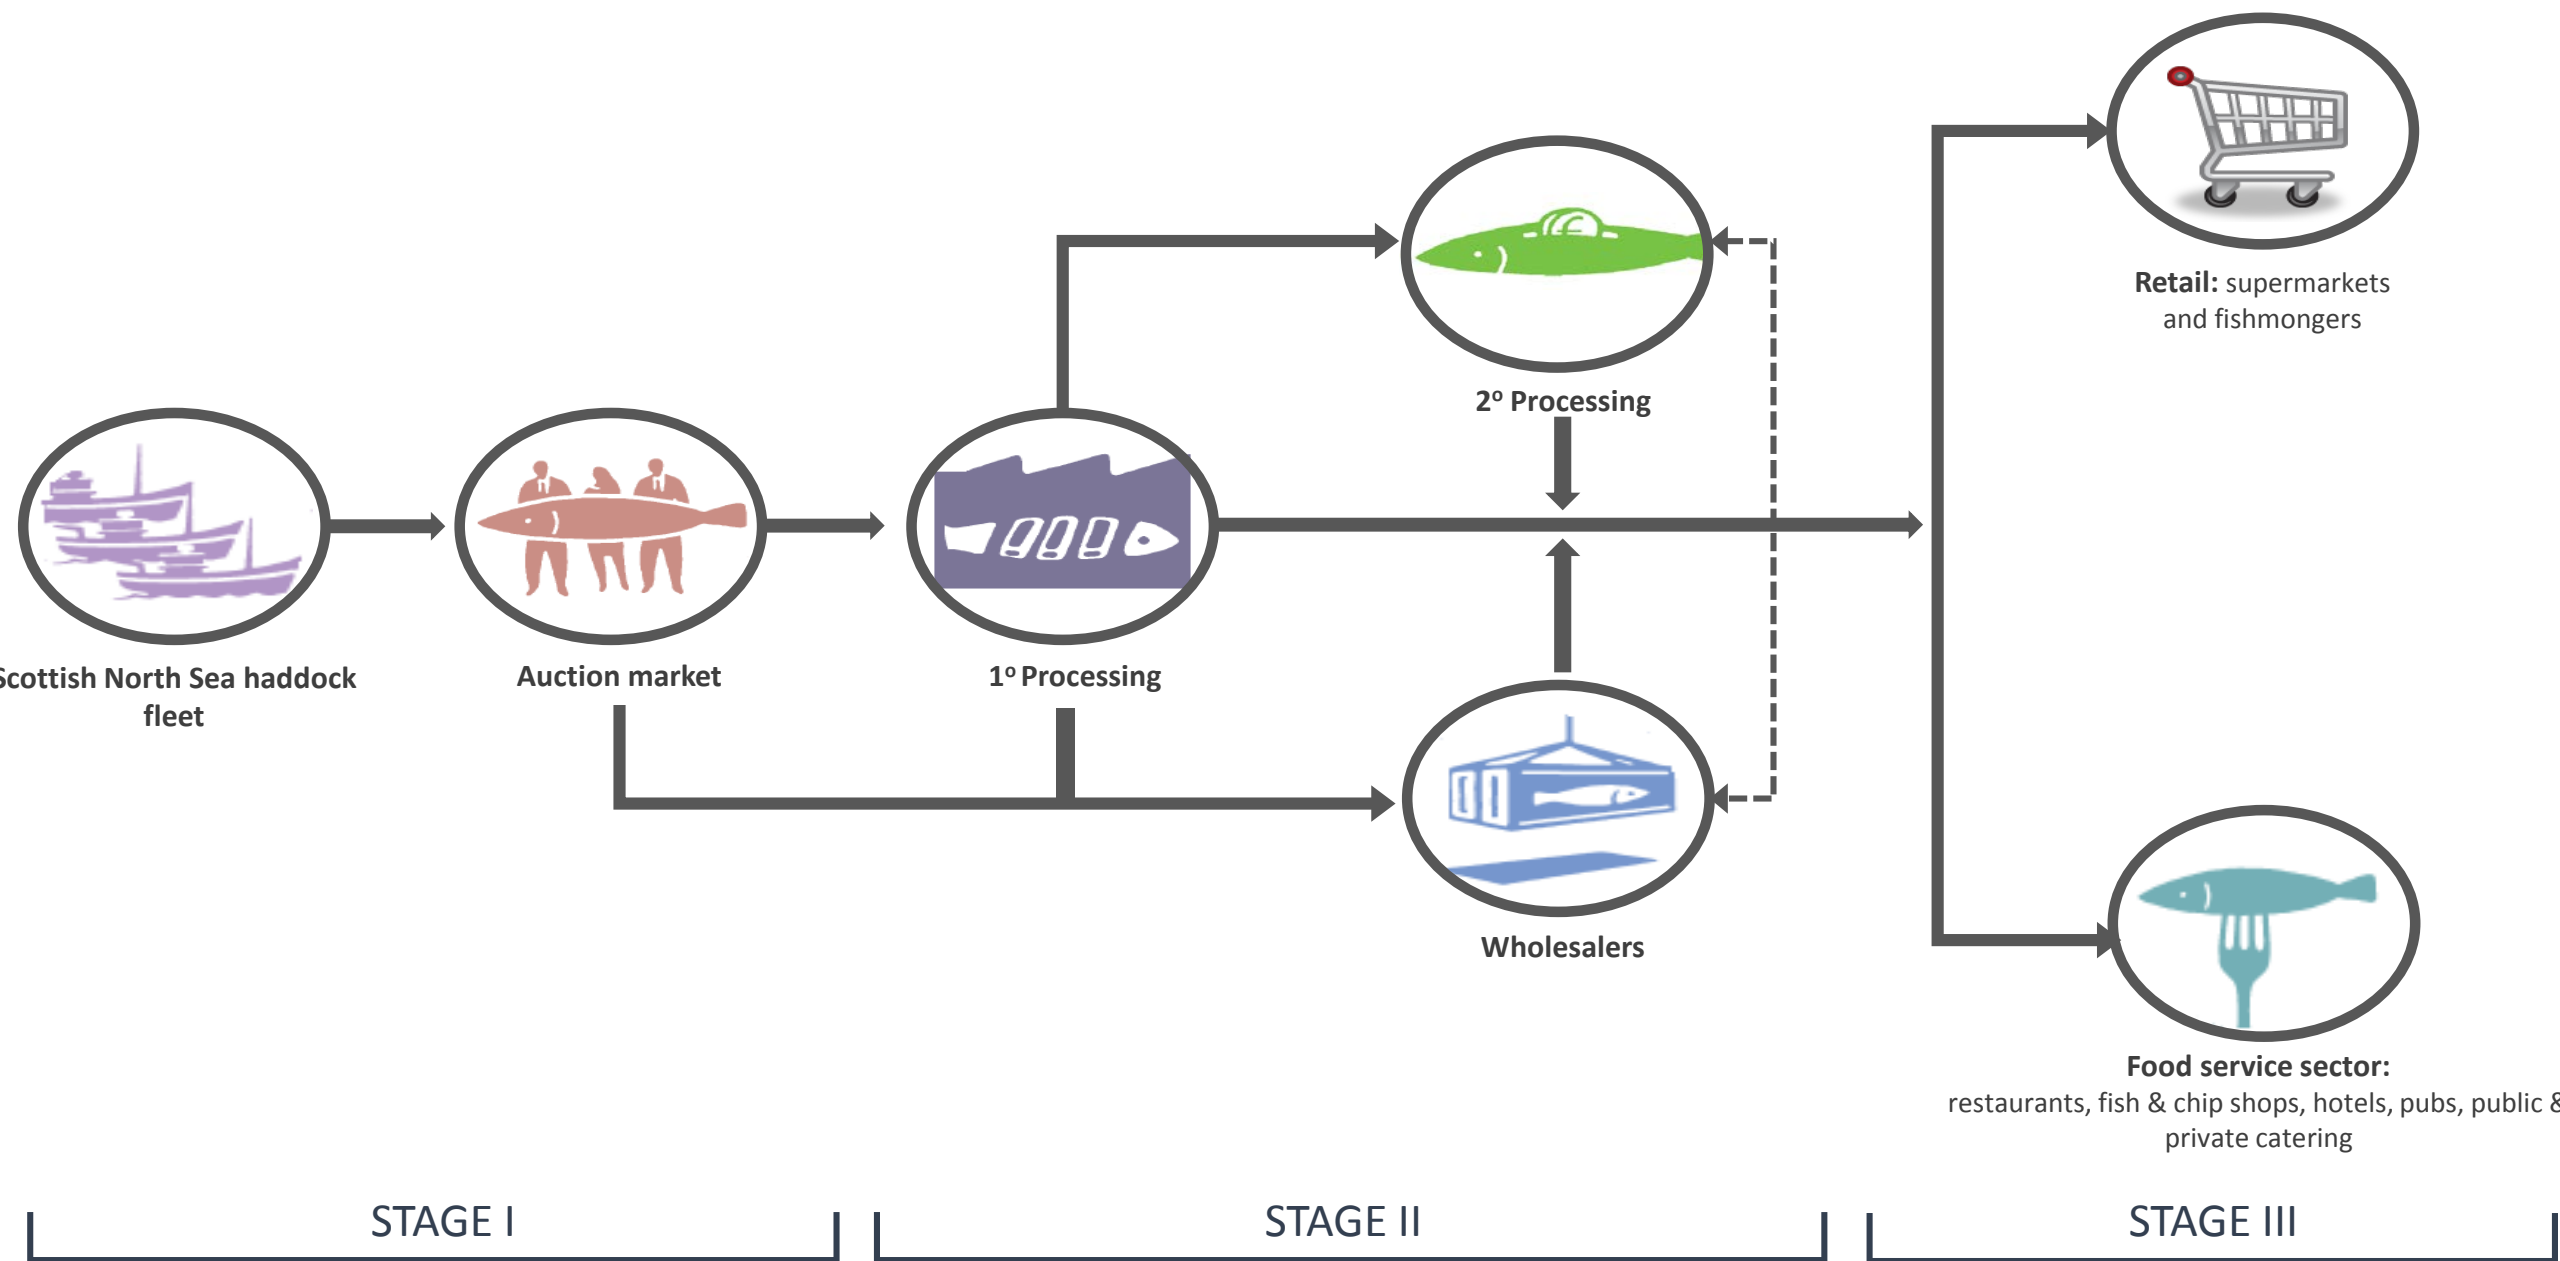 Retail: supermarkets
and fishmongers
2º Processing
Scottish North Sea haddock
fleet
Auction market
1º Processing
Wholesalers
Food service sector:
restaurants, fish & chip shops, hotels, pubs, public &
private catering
STAGE I
STAGE II
STAGE III